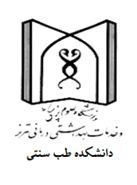 دانشگاه علوم پزشکی
و خدمات بهداشتی درمانی تبریز
دانشکده طب سنتی